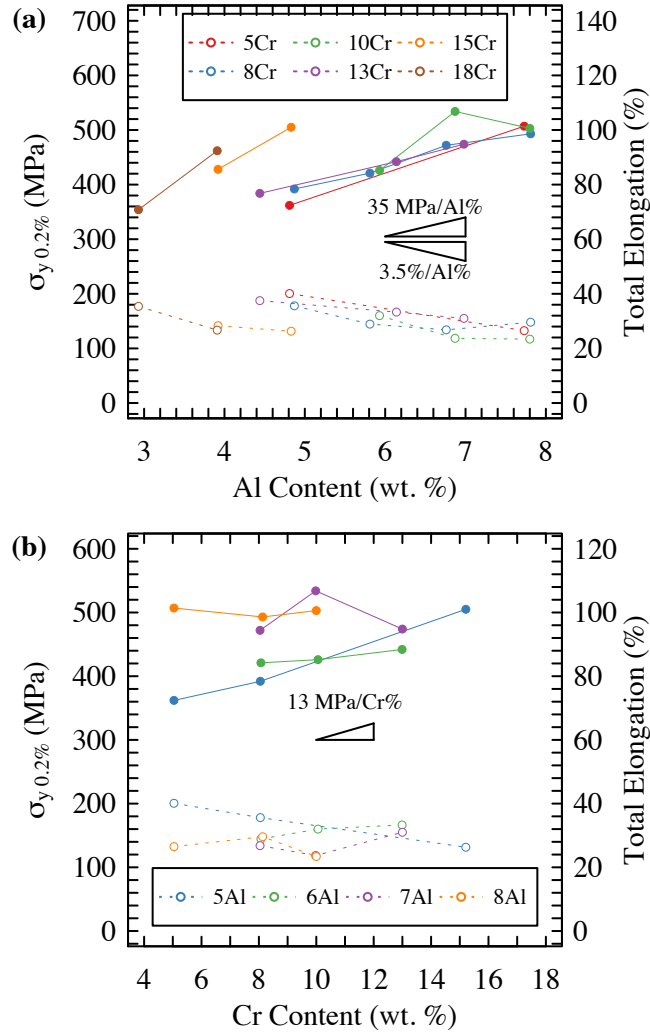 (a)
700
600
500
400
300
200
100
0
σy 0.2% (MPa)
5Cr 10Cr 15Cr
8Cr 13Cr 18Cr
35 MPa/Al%
3.5%/Al%
140
120
100
80
60
40
20
0
Total Elongation (%)
3 4 5 6 7 8
Al Content (wt. %)
(b)
600
500
400
300
200
100
0
σy 0.2% (MPa)
13 MPa/Cr%
5Al 6Al 7Al 8Al
120
100
80
60
40
20
0
Total Elongation (%)
4 6 8 10 12 14 16 18
Cr Content (wt. %)